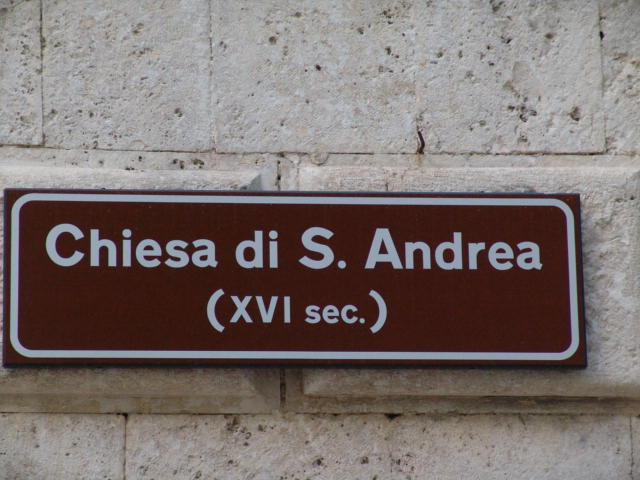 Chiesa di S. Andrea
(XVI sec.)